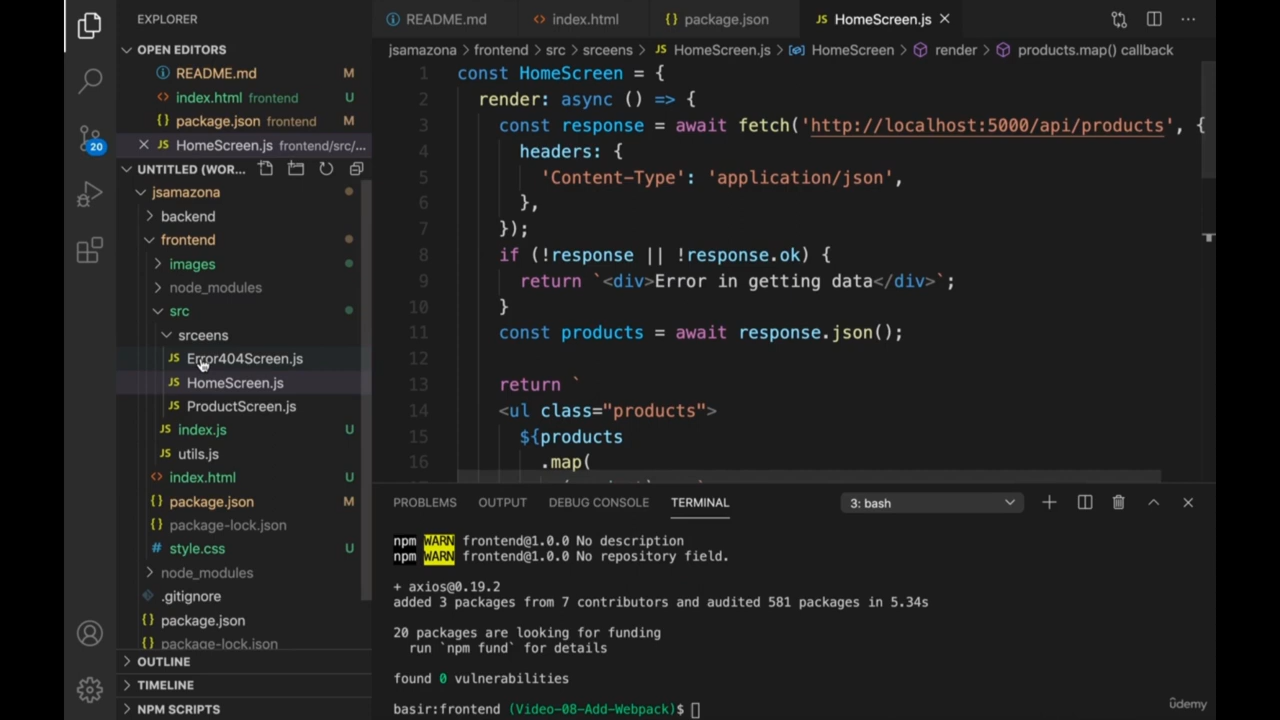 EXPLORER
OPEN EDITORS
README.md M
index.html frontend U
package.json frontend M
HomeScreen.js frontend/src/...
UNTITLED (WOR...
jsamazona
backend
frontend
images
node_modules
src
srceens
Error404Screen.js
HomeScreen.js
ProductScreen.js
index.js U
utils.js
index.html U
package.json M
package-lock.json
style.css U
node_modules
.gitignore
package.json
package-lock.json
OUTLINE
TIMELINE
NPM SCRIPTS
20
README.md index.html package.json HomeScreen.js
jsamazona > frontend > src > srceens > HomeScreen.js > HomeScreen > render > products.map() callback
1 const HomeScreen = {
2 render: async () => {
3 const response = await fetch('http://localhost:5000/api/products', {
4 headers: {
5 'Content-Type': 'application/json',
6 },
7 });
8 if (!response || !response.ok) {
9 return `<div>Error in getting data</div>`;
10 }
11 const products = await response.json();
12
13 return `
14 <ul class="products">
15 ${products
16 .map(
PROBLEMS OUTPUT DEBUG CONSOLE TERMINAL 3: bash
npm WARN frontend@1.0.0 No description
npm WARN frontend@1.0.0 No repository field.
+ axios@0.19.2
added 3 packages from 7 contributors and audited 581 packages in 5.34s
20 packages are looking for funding
run `npm fund` for details
found 0 vulnerabilities
basir:frontend (Video-08-Add-Webpack)$
ûdemy